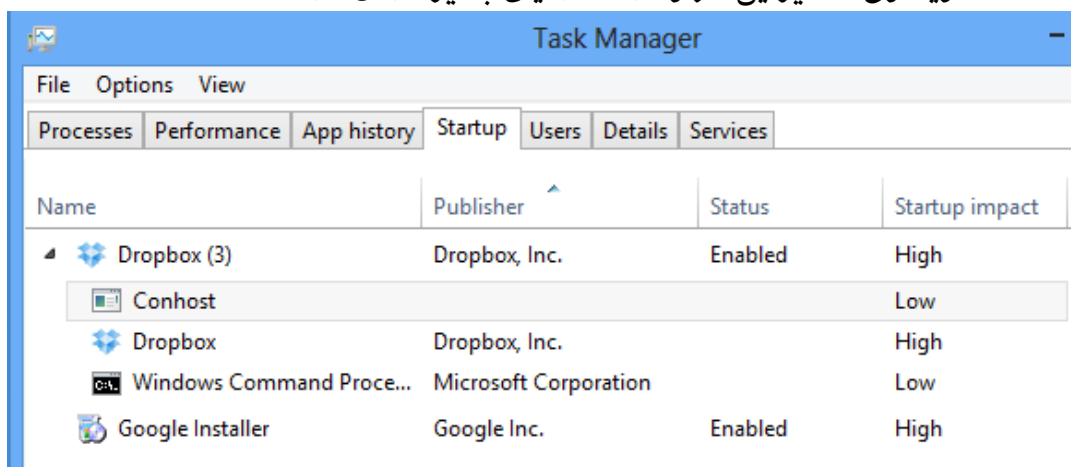 Task Manager
File Options View
Processes Performance App history Startup Users Details Services
Name Publisher Status Startup impact
Dropbox (3) Dropbox, Inc. Enabled High
Conhost Low
Dropbox Dropbox, Inc. High
Windows Command Proce... Microsoft Corporation Low
Google Installer Google Inc. Enabled High